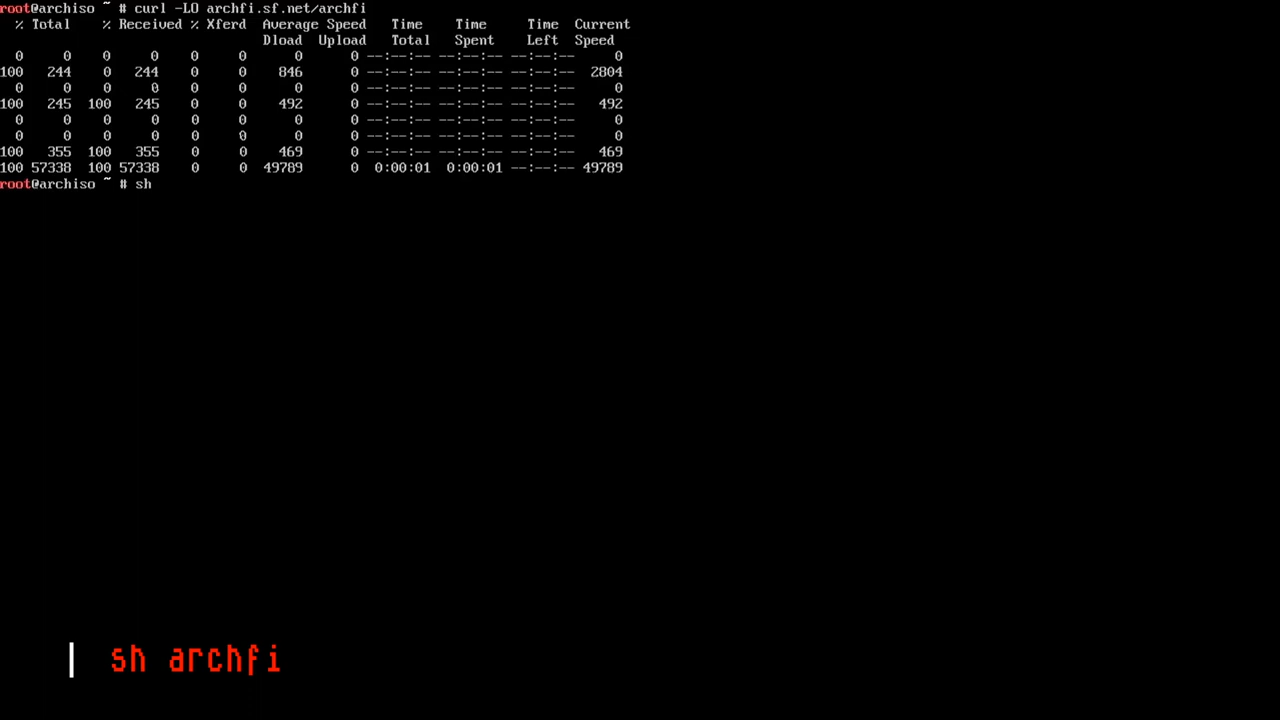 root@archiso ~ # curl -LO archfi.sf.net/archfi
% Total % Received % Xferd Average Speed Time Time Time Current
Dload Upload Total Spent Left Speed
0 0 0 0 0 0 0 0 --:--:-- --:--:-- --:--:-- 0
100 244 0 244 0 0 846 0 --:--:-- --:--:-- --:--:-- 2804
0 0 0 0 0 0 0 0 --:--:-- --:--:-- --:--:-- 0
100 245 100 245 0 0 492 0 --:--:-- --:--:-- --:--:-- 492
0 0 0 0 0 0 0 0 --:--:-- --:--:-- --:--:-- 0
0 0 0 0 0 0 0 0 --:--:-- --:--:-- --:--:-- 0
100 355 100 355 0 0 469 0 --:--:-- --:--:-- --:--:-- 469
100 57338 100 57338 0 0 49789 0 0:00:01 0:00:01 --:--:-- 49789
root@archiso ~ # sh
| sh archfi